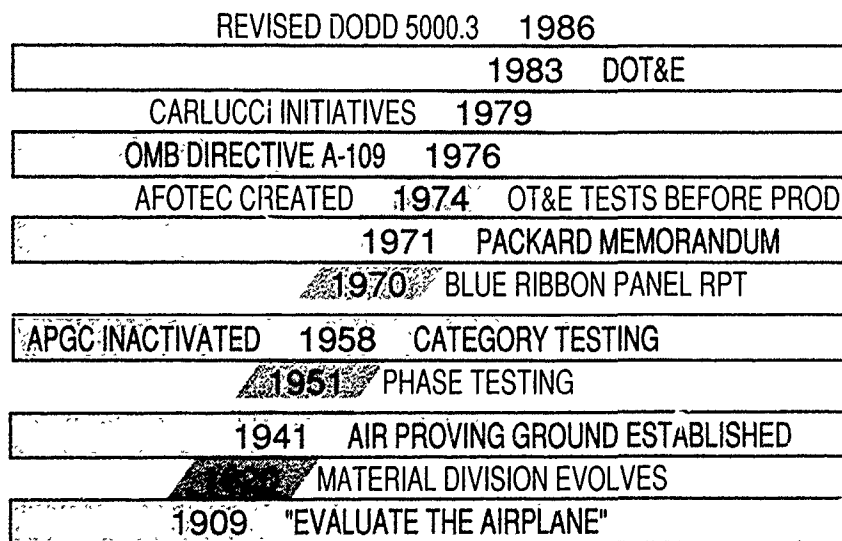 REVISED DODD 5000.3 1986
1983 DOT&E
CARLUCCI INITIATIVES 1979
OMB DIRECTIVE A-109 1976
AFOTEC CREATED 1974 OT&E TESTS BEFORE PROD
1971 PACKARD MEMORANDUM
1970 BLUE RIBBON PANEL RPT
APGC INACTIVATED 1958 CATEGORY TESTING
1951 PHASE TESTING
1941 AIR PROVING GROUND ESTABLISHED
MATERIAL DIVISION EVOLVES
1909 "EVALUATE THE AIRPLANE"